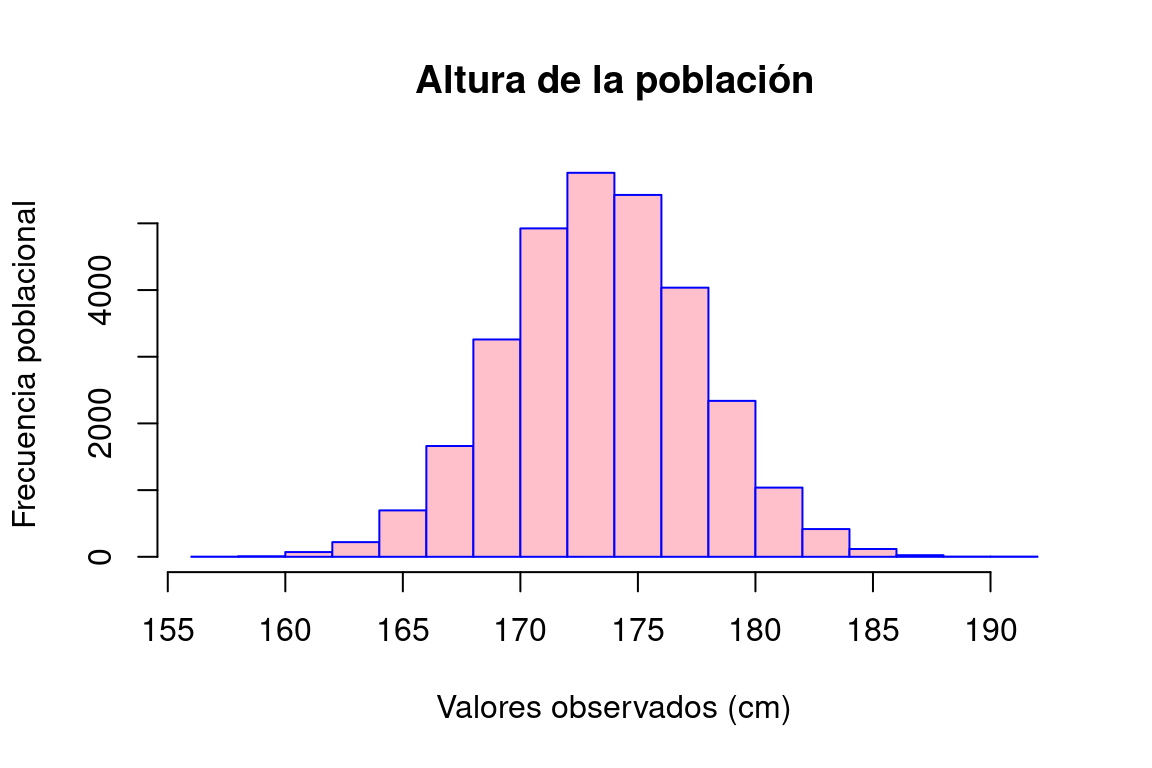 Altura de la población
Frecuencia poblacional
4000
2000
0
155 160 165 170 175 180 185 190
Valores observados (cm)